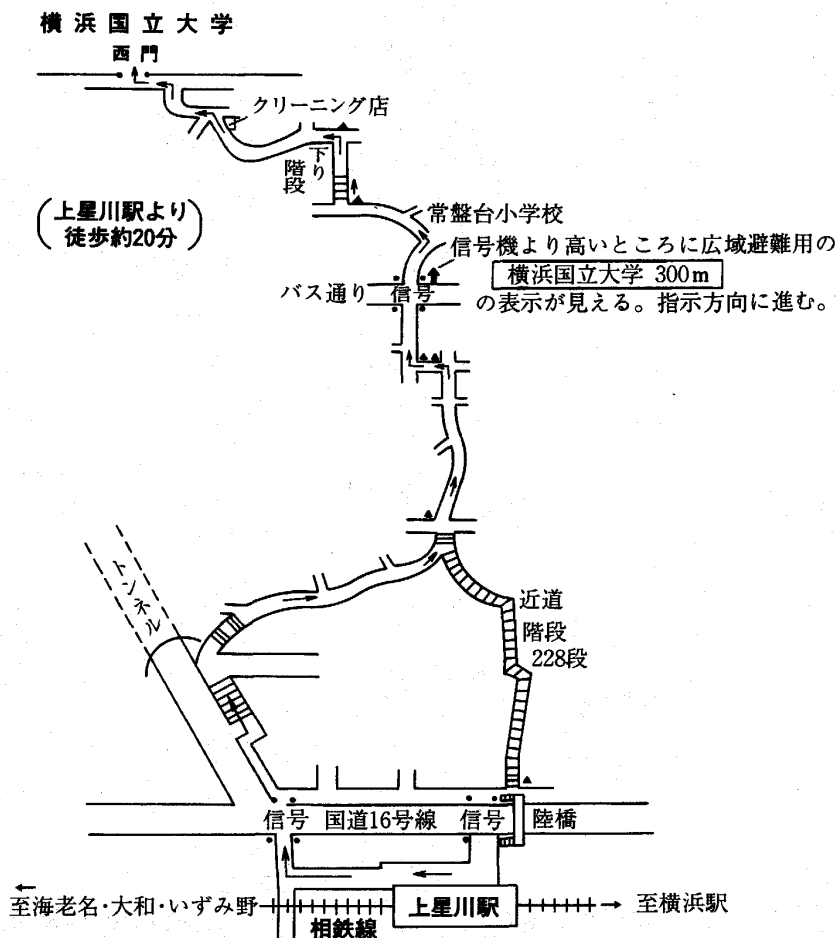 横浜国立大学
西門
クリーニング店
下り
階段
(上星川駅より
徒歩約20分)
常盤台小学校
信号機より高いところに広域避難用の
横浜国立大学 300m
の表示が見える。指示方向に進む。
バス通り 信号
トンネル
近道
階段
228段
信号 国道16号線 信号 陸橋
至海老名・大和・いずみ野
上星川駅
至横浜駅
相鉄線